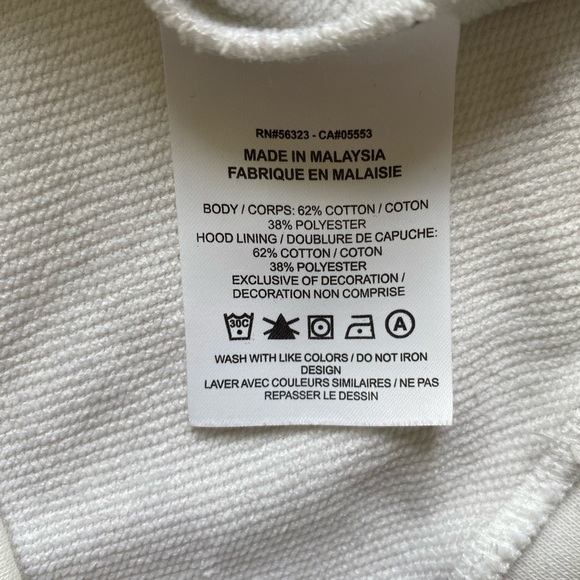 RN#56323 - CA#05553
MADE IN MALAYSIA
FABRIQUE EN MALAISIE
BODY / CORPS: 62% COTTON / COTON
38% POLYESTER
HOOD LINING / DOUBLURE DE CAPUCHE:
62% COTTON / COTON
38% POLYESTER
EXCLUSIVE OF DECORATION /
DECORATION NON COMPRISE
30C A
WASH WITH LIKE COLORS / DO NOT IRON
DESIGN
LAVER AVEC COULEURS SIMILAIRES / NE PAS
REPASSER LE DESSIN